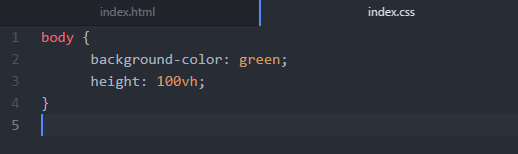 index.html index.css
1 body {
2 background-color: green;
3 height: 100vh;
4 }
5